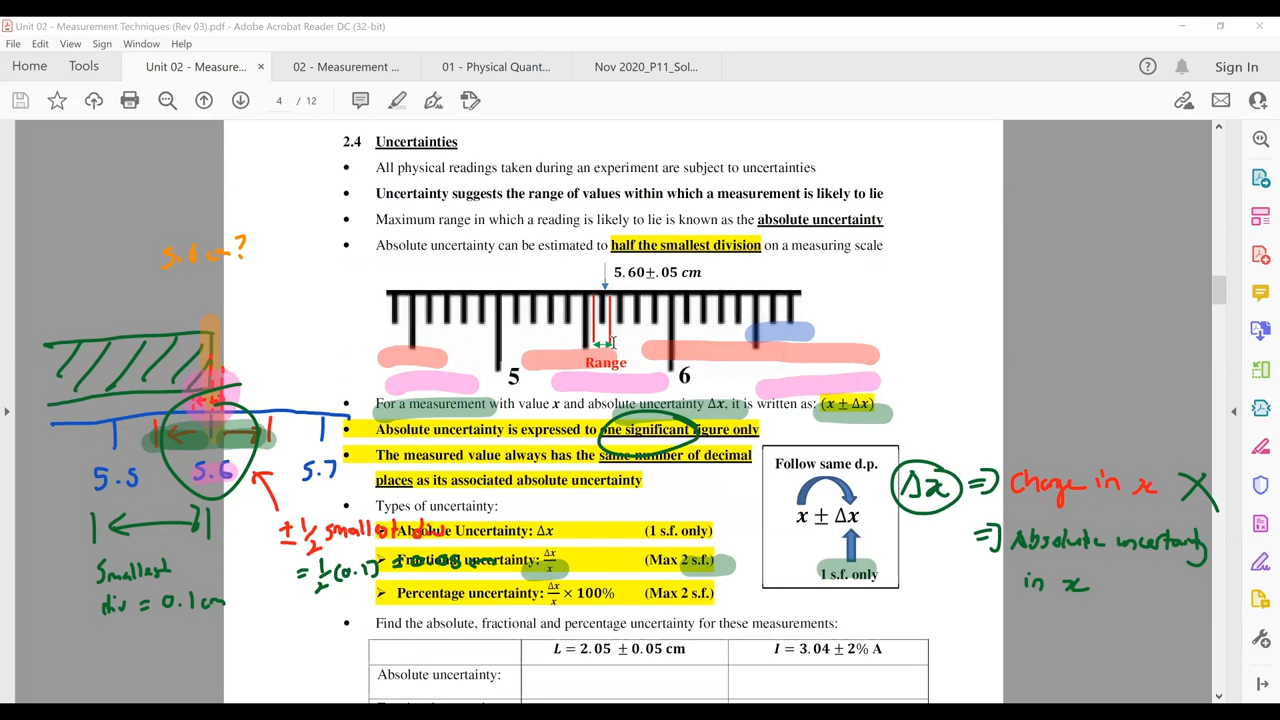 Unit 02 - Measurement Techniques (Rev 03).pdf - Adobe Acrobat Reader DC (32-bit)
File Edit View Sign Window Help
Home Tools Unit 02 - Measure... × 02 - Measurement ... 01 - Physical Quant... Nov 2020_P11_Sol... Sign In
4 / 12
2.4 Uncertainties
• All physical readings taken during an experiment are subject to uncertainties
• Uncertainty suggests the range of values within which a measurement is likely to lie
• Maximum range in which a reading is likely to lie is known as the absolute uncertainty
• Absolute uncertainty can be estimated to half the smallest division on a measuring scale
5.60±.05 cm
Range
5 6
• For a measurement with value x and absolute uncertainty Δx, it is written as: (x ± Δx)
• Absolute uncertainty is expressed to one significant figure only
• The measured value always has the same number of decimal
places as its associated absolute uncertainty
• Types of uncertainty:
➢ Absolute Uncertainty: Δx (1 s.f. only)
➢ Fractional uncertainty: Δx/x (Max 2 s.f.)
➢ Percentage uncertainty: Δx/x × 100% (Max 2 s.f.)
Follow same d.p.
x ± Δx
1 s.f. only
• Find the absolute, fractional and percentage uncertainty for these measurements:
L = 2.05 ± 0.05 cm I = 3.04 ± 2% A
Absolute uncertainty:
cm?
5.5 5.6 5.7
± 1/2 smallest div
= 1/2 (0.1)
Smallest
div = 0.1 cm
Δx ⇒ Change in x ✗
⇒ Absolute uncertainty
in x